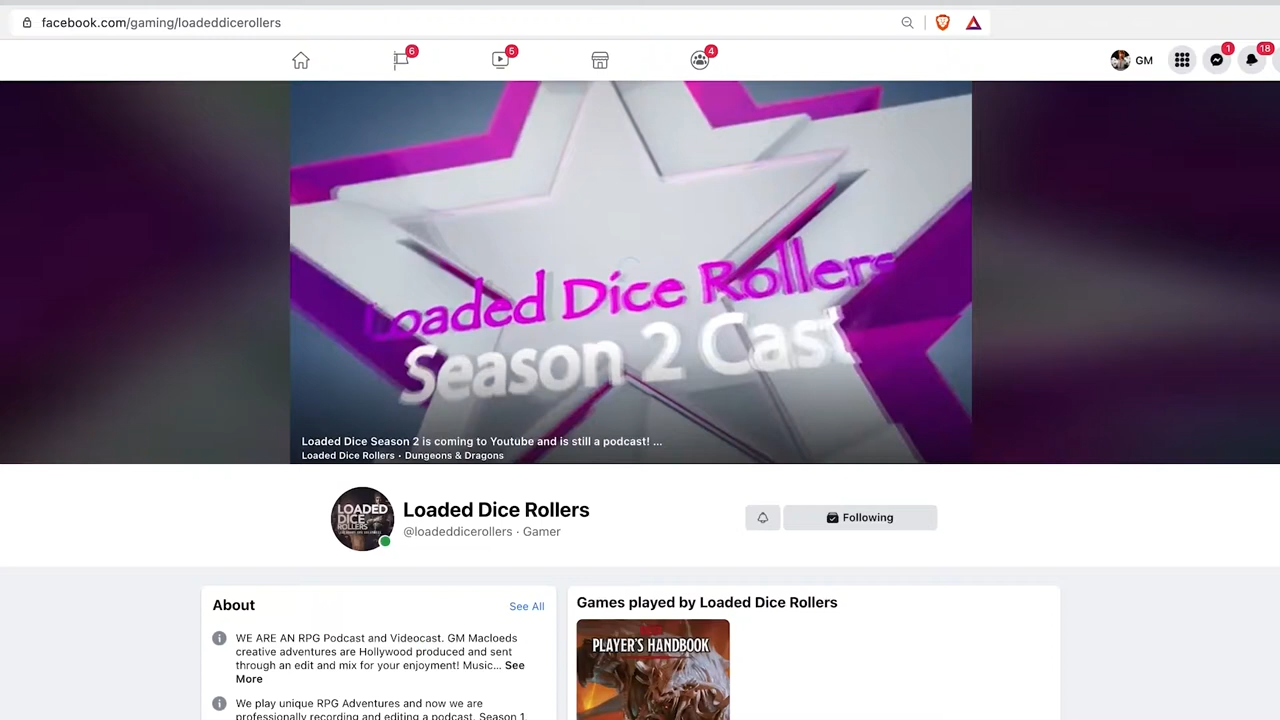 facebook.com/gaming/loadeddicerollers
6
5
4
GM
1
18
Loaded Dice Rollers
Season 2 Cast
Loaded Dice Season 2 is coming to Youtube and is still a podcast! ...
Loaded Dice Rollers · Dungeons & Dragons
LOADED
DICE
ROLLERS
Loaded Dice Rollers
@loadeddicerollers · Gamer
Following
About
See All
WE ARE AN RPG Podcast and Videocast. GM Macloeds
creative adventures are Hollywood produced and sent
through an edit and mix for your enjoyment! Music... See
More
We play unique RPG Adventures and now we are
professionally recording and editing a podcast. Season 1,
Games played by Loaded Dice Rollers
PLAYER'S HANDBOOK